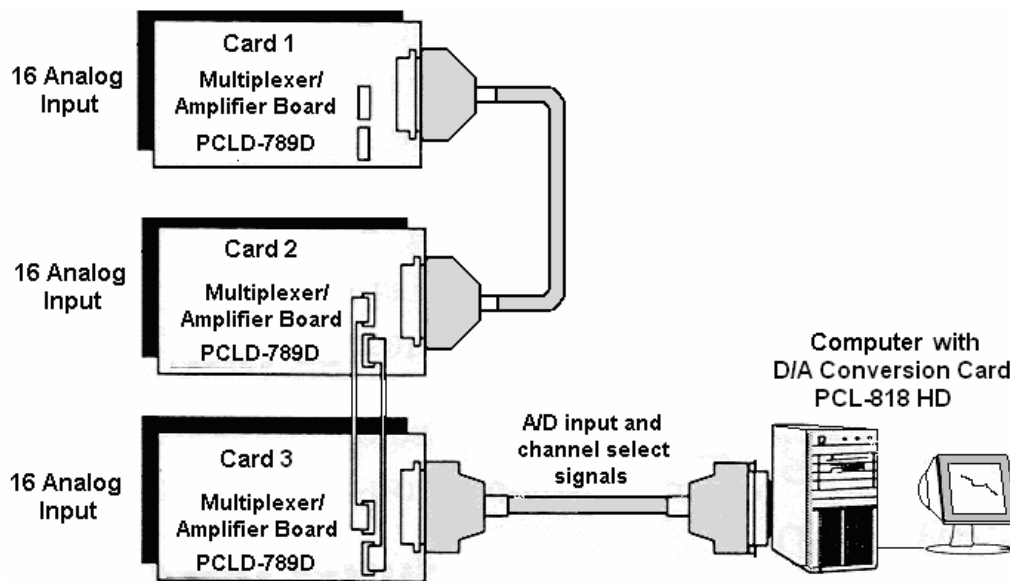 16 Analog
Input
Card 1
Multiplexer/
Amplifier Board
PCLD-789D
16 Analog
Input
Card 2
Multiplexer/
Amplifier Board
PCLD-789D
16 Analog
Input
Card 3
Multiplexer/
Amplifier Board
PCLD-789D
A/D input and
channel select
signals
Computer with
D/A Conversion Card
PCL-818 HD